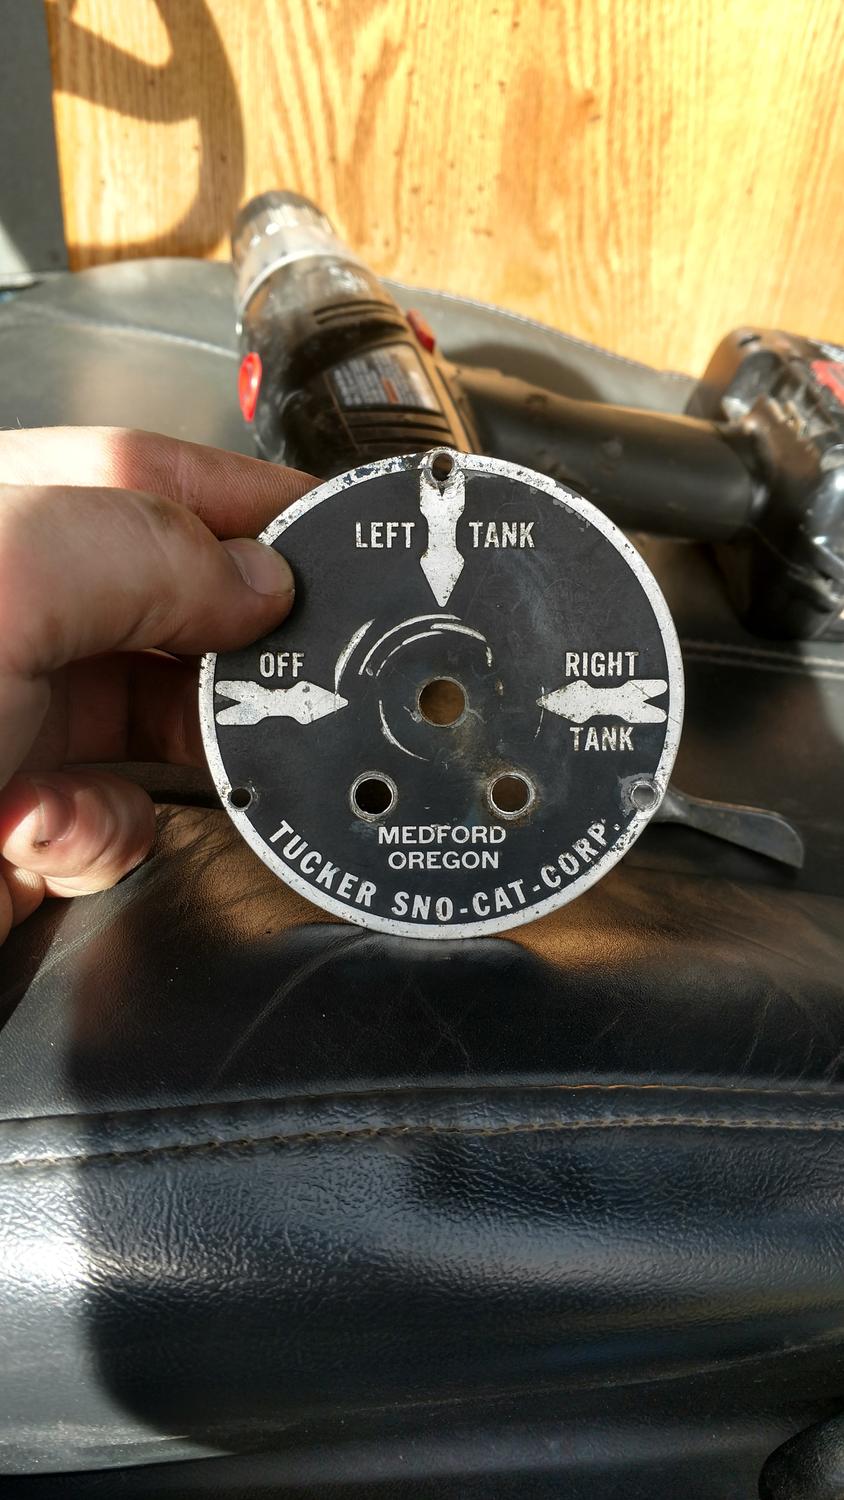 LEFT TANK
OFF
RIGHT
TANK
MEDFORD
OREGON
TUCKER SNO-CAT-CORP.